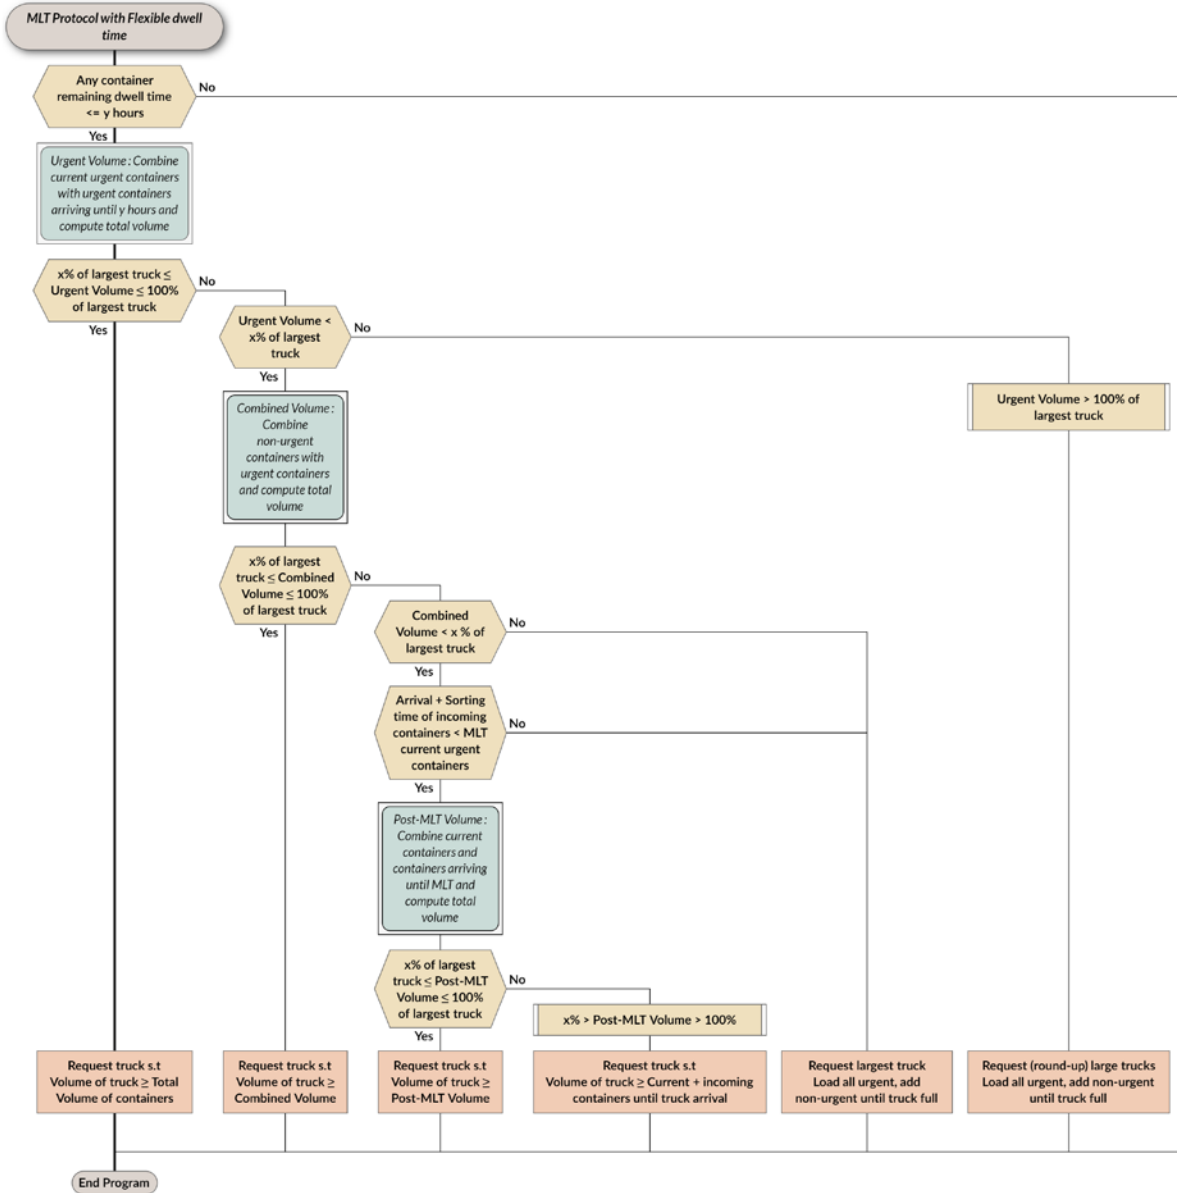 MLT Protocol with Flexible dwell
time
Any container
remaining dwell time
<= y hours
No
Yes
Urgent Volume : Combine
current urgent containers
with urgent containers
arriving until y hours and
compute total volume
x% of largest truck ≤
Urgent Volume ≤ 100%
of largest truck
No
Yes
Urgent Volume <
x% of largest
truck
No
Yes
Urgent Volume > 100% of
largest truck
Combined Volume :
Combine
non-urgent
containers with
urgent containers
and compute total
volume
x% of largest
truck ≤ Combined
Volume ≤ 100%
of largest truck
No
Yes
Combined
Volume < x % of
largest truck
No
Yes
Arrival + Sorting
time of incoming
containers < MLT
current urgent
containers
No
Yes
Post-MLT Volume :
Combine current
containers and
containers arriving
until MLT and
compute total
volume
x% of largest
truck ≤ Post-MLT
Volume ≤ 100%
of largest truck
No
Yes
x% > Post-MLT Volume > 100%
Request truck s.t
Volume of truck ≥ Total
Volume of containers
Request truck s.t
Volume of truck ≥
Combined Volume
Request truck s.t
Volume of truck ≥
Post-MLT Volume
Request truck s.t
Volume of truck ≥ Current + incoming
containers until truck arrival
Request largest truck
Load all urgent, add
non-urgent until truck full
Request (round-up) large trucks
Load all urgent, add non-urgent
until truck full
End Program